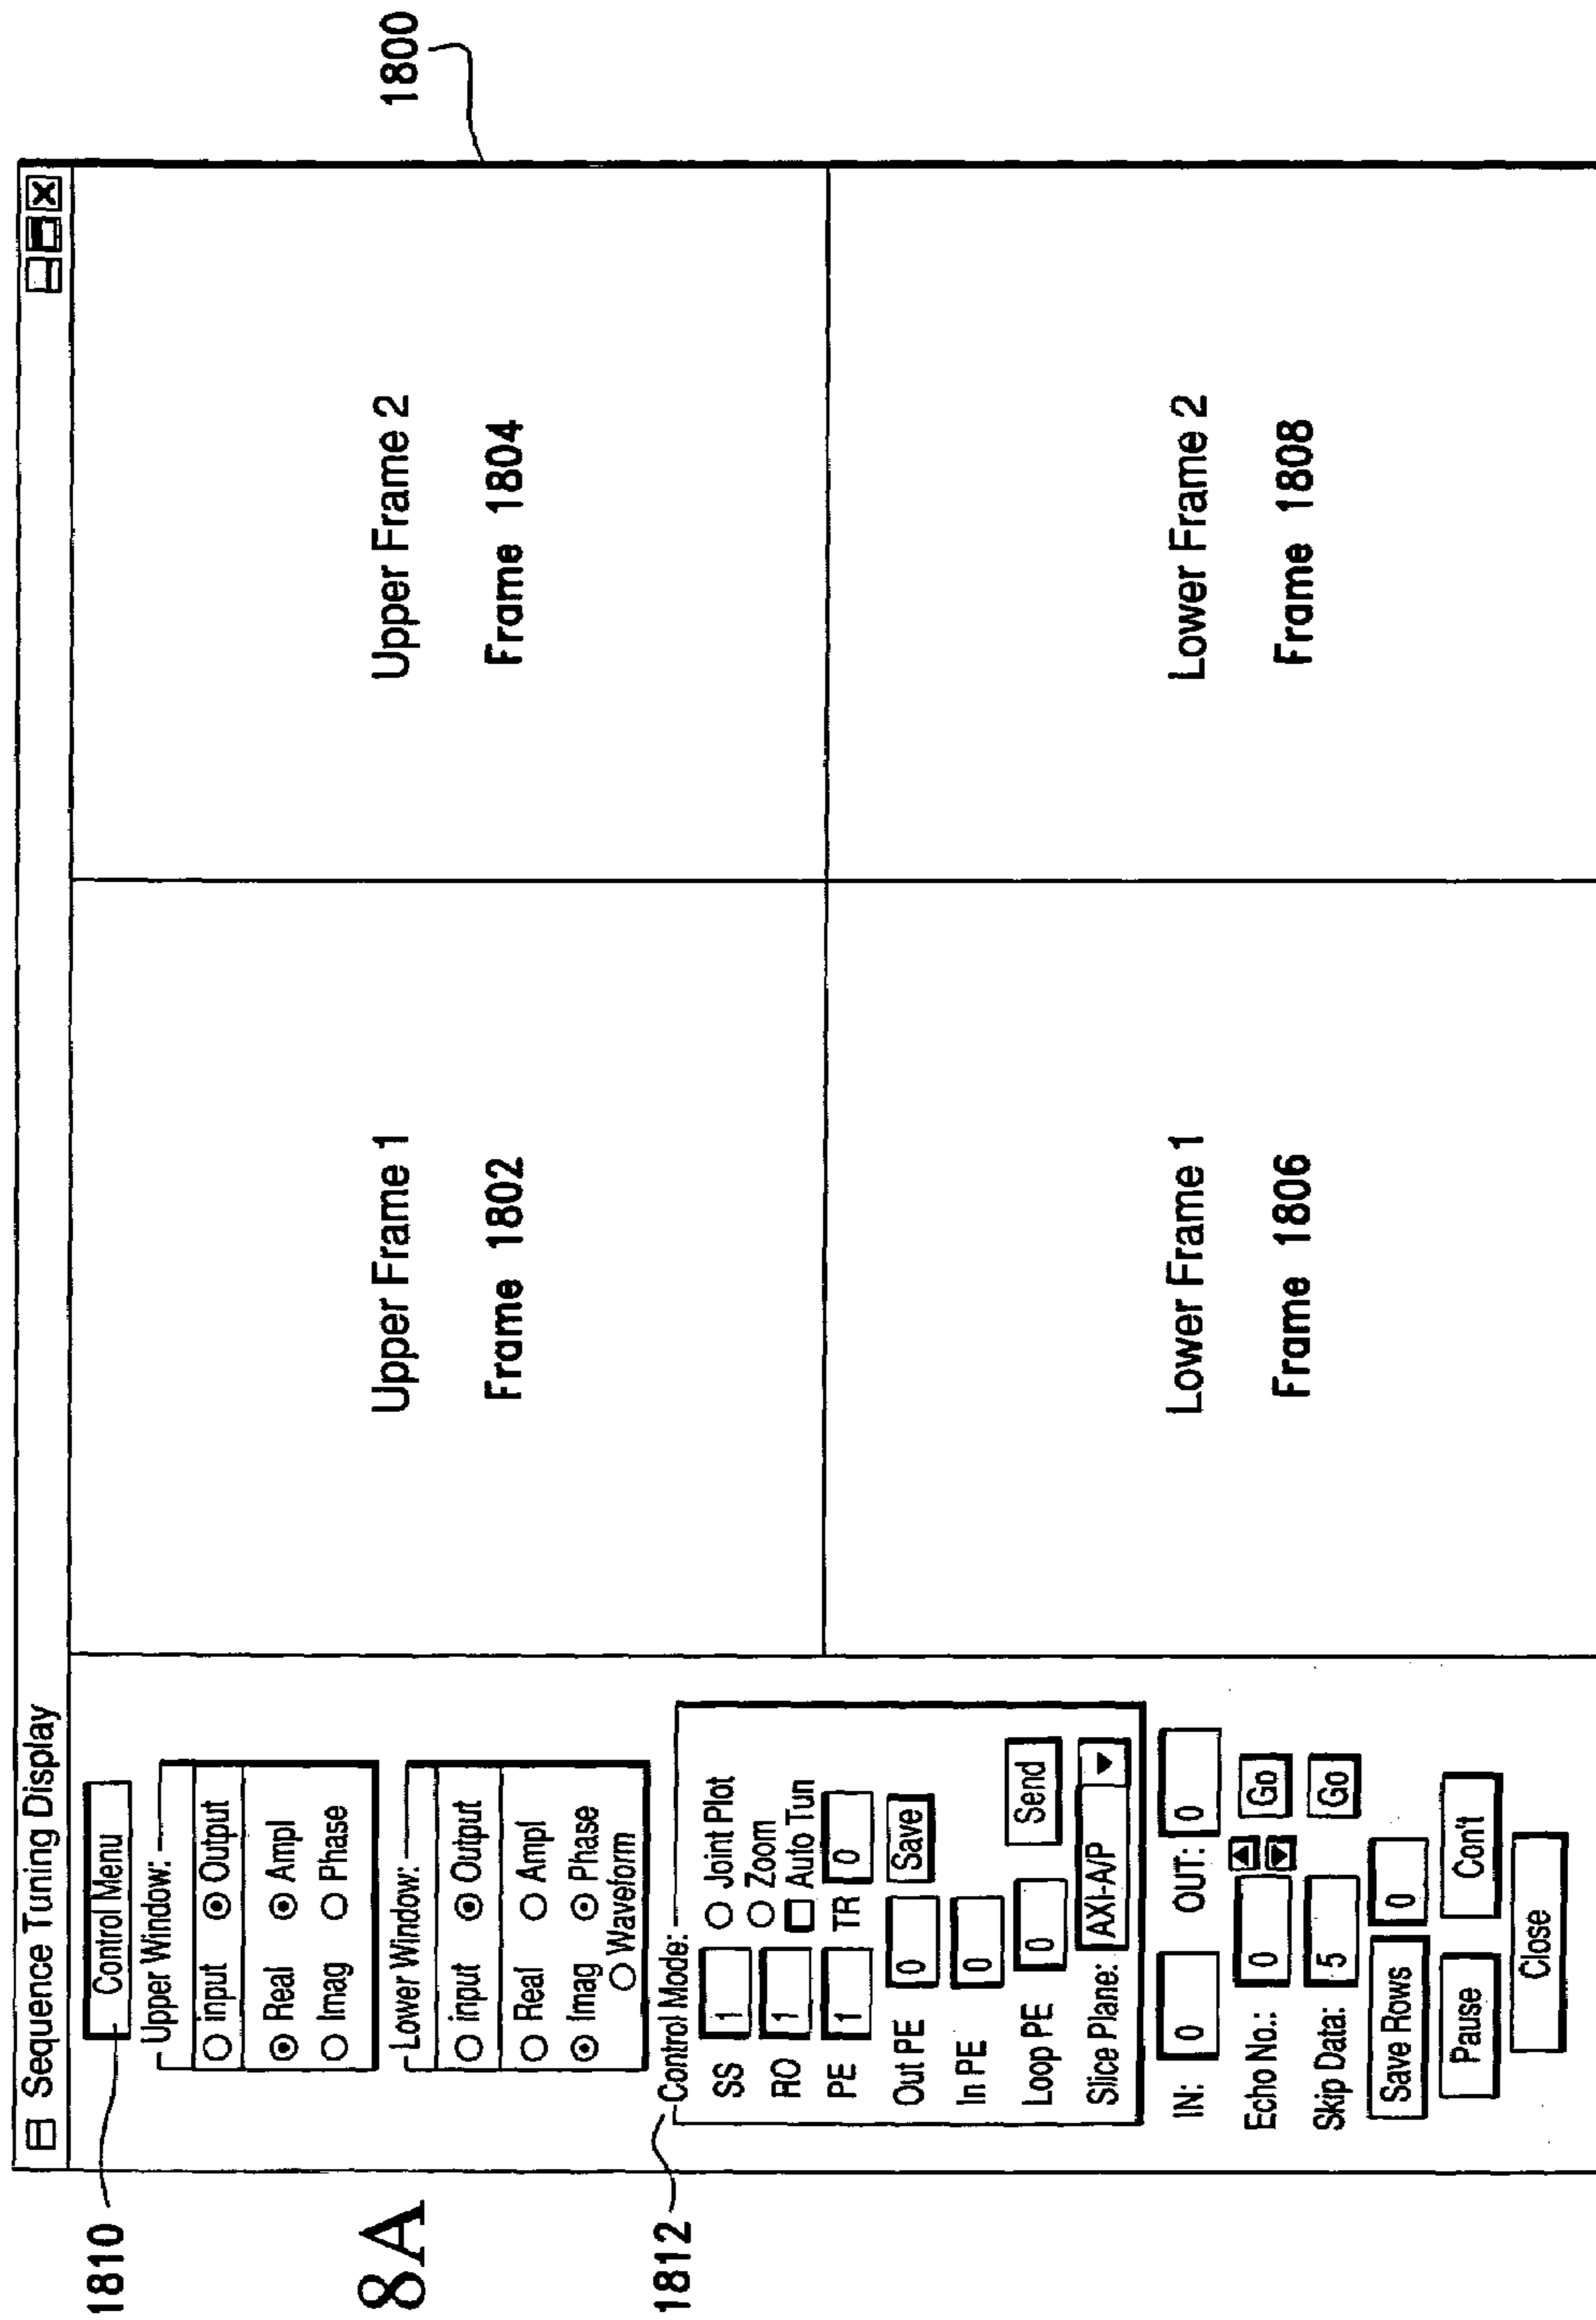 Sequence Tuning Display
1800
1810
Control Menu
Upper Window:
input Output
Real Ampl
Imag Phase
Lower Window:
input Output
Real Ampl
Imag Phase
Waveform
8A
1812
Control Mode:
SS 1 Joint Plot
RO 1 Zoom
Auto Tun
PE 1 TR 0
Out PE 0 Save
In PE 0
Loop PE 0 Send
Slice Plane: AXI-A/P
IN: 0 OUT: 0
Echo No.: 0 Go
Skip Data: 5 Go
Save Rows 0
Pause Con't
Close
Upper Frame 1
Frame 1802
Upper Frame 2
Frame 1804
Lower Frame 1
Frame 1806
Lower Frame 2
Frame 1808